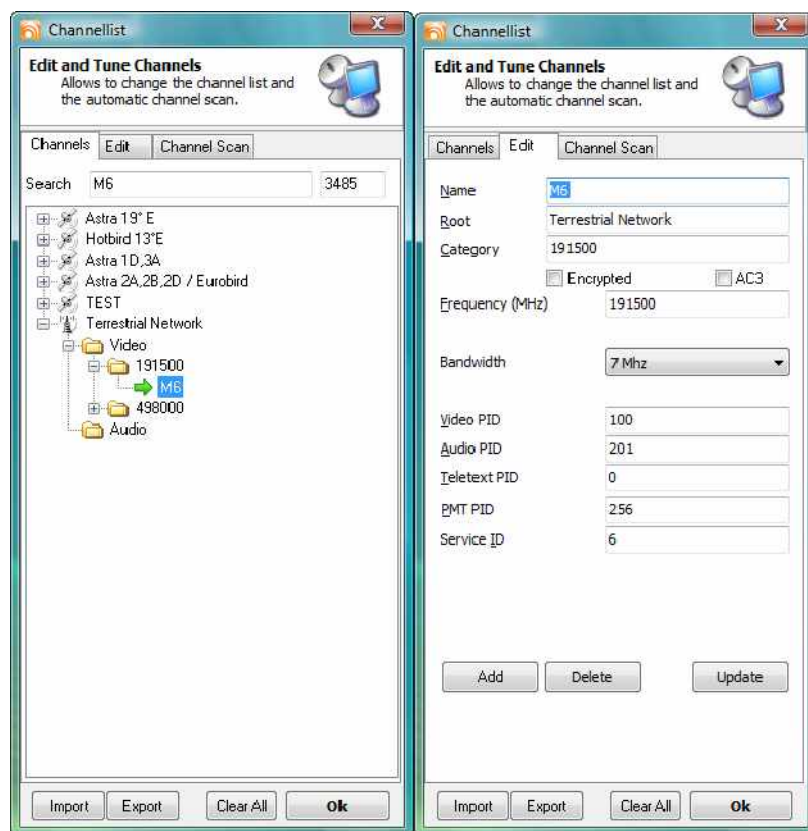 Channellist
Edit and Tune Channels
Allows to change the channel list and
the automatic channel scan.
Channels Edit Channel Scan
Search M6 3485
Astra 19° E
Hotbird 13°E
Astra 1D,3A
Astra 2A,2B,2D / Eurobird
TEST
Terrestrial Network
Video
191500
M6
498000
Audio
Import Export Clear All Ok
Channellist
Edit and Tune Channels
Allows to change the channel list and
the automatic channel scan.
Channels Edit Channel Scan
Name M6
Root Terrestrial Network
Category 191500
Encrypted AC3
Frequency (MHz) 191500
Bandwidth 7 Mhz
Video PID 100
Audio PID 201
Teletext PID 0
PMT PID 256
Service ID 6
Add Delete Update
Import Export Clear All Ok